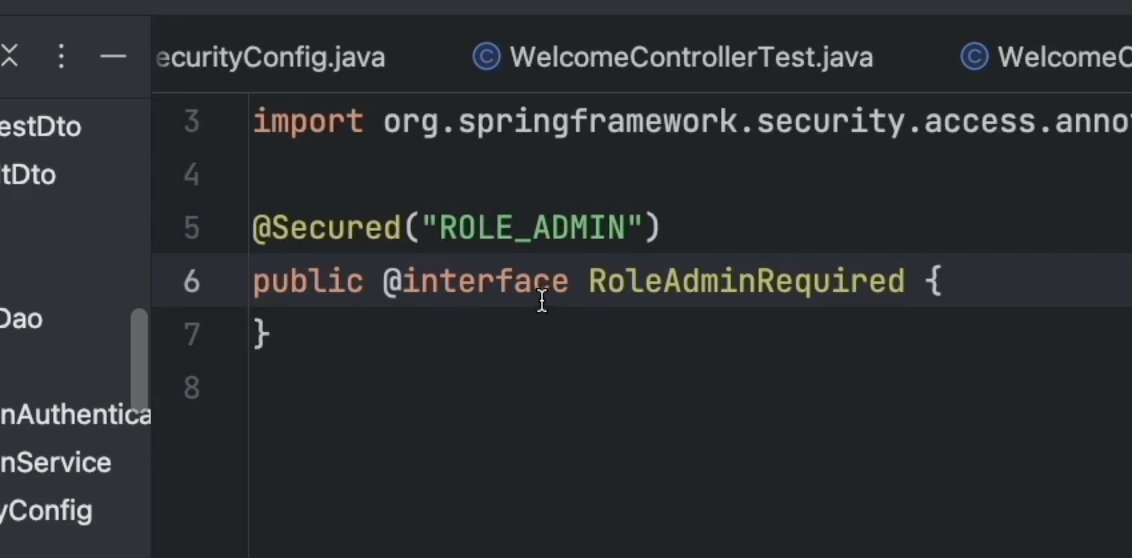 ecurityConfig.java
WelcomeControllerTest.java
WelcomeC
estDto
tDto
Dao
nAuthentica
nService
yConfig
3 import org.springframework.security.access.anno
4
5 @Secured("ROLE_ADMIN")
6 public @interface RoleAdminRequired {
7 }
8